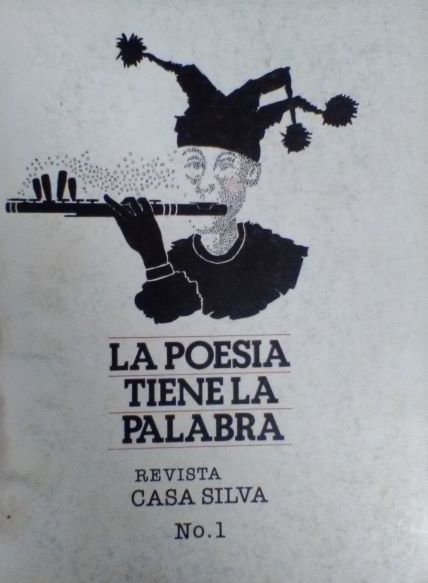 LA POESIA
TIENE LA
PALABRA
REVISTA
CASA SILVA
No.1